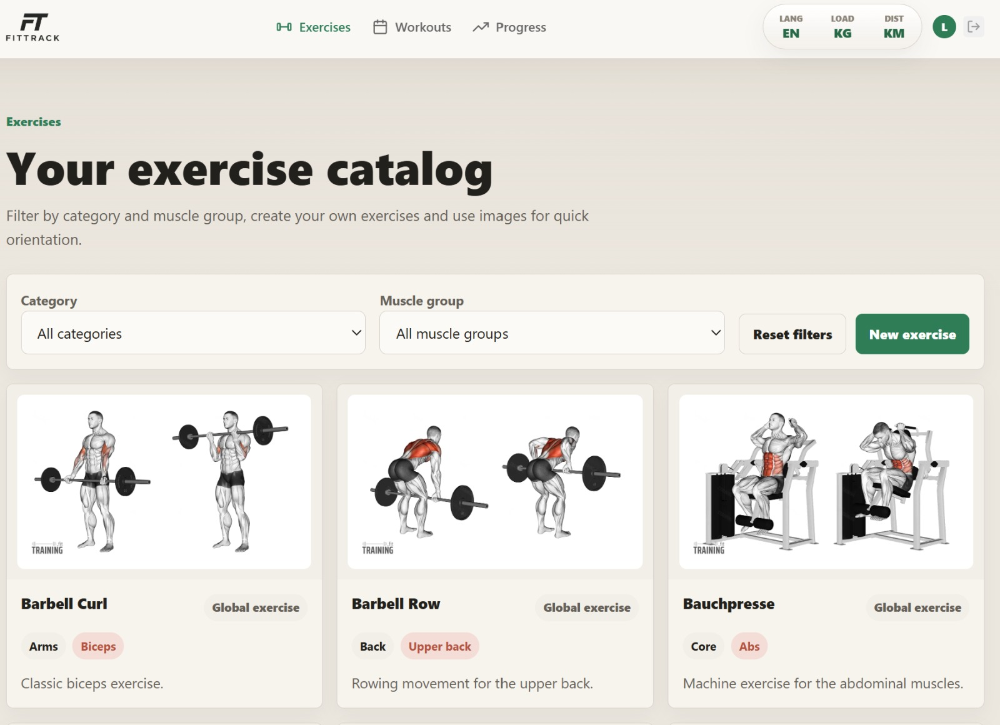 FT
FITTRACK
Exercises
Workouts
Progress
LANG
EN
LOAD
KG
DIST
KM
L
Exercises
Your exercise catalog
Filter by category and muscle group, create your own exercises and use images for quick
orientation.
Category
All categories
Muscle group
All muscle groups
Reset filters
New exercise
.fit
TRAINING
Barbell Curl
Global exercise
Arms
Biceps
Classic biceps exercise.
.fit
TRAINING
Barbell Row
Global exercise
Back
Upper back
Rowing movement for the upper back.
.fit
TRAINING
Bauchpresse
Global exercise
Core
Abs
Machine exercise for the abdominal muscles.